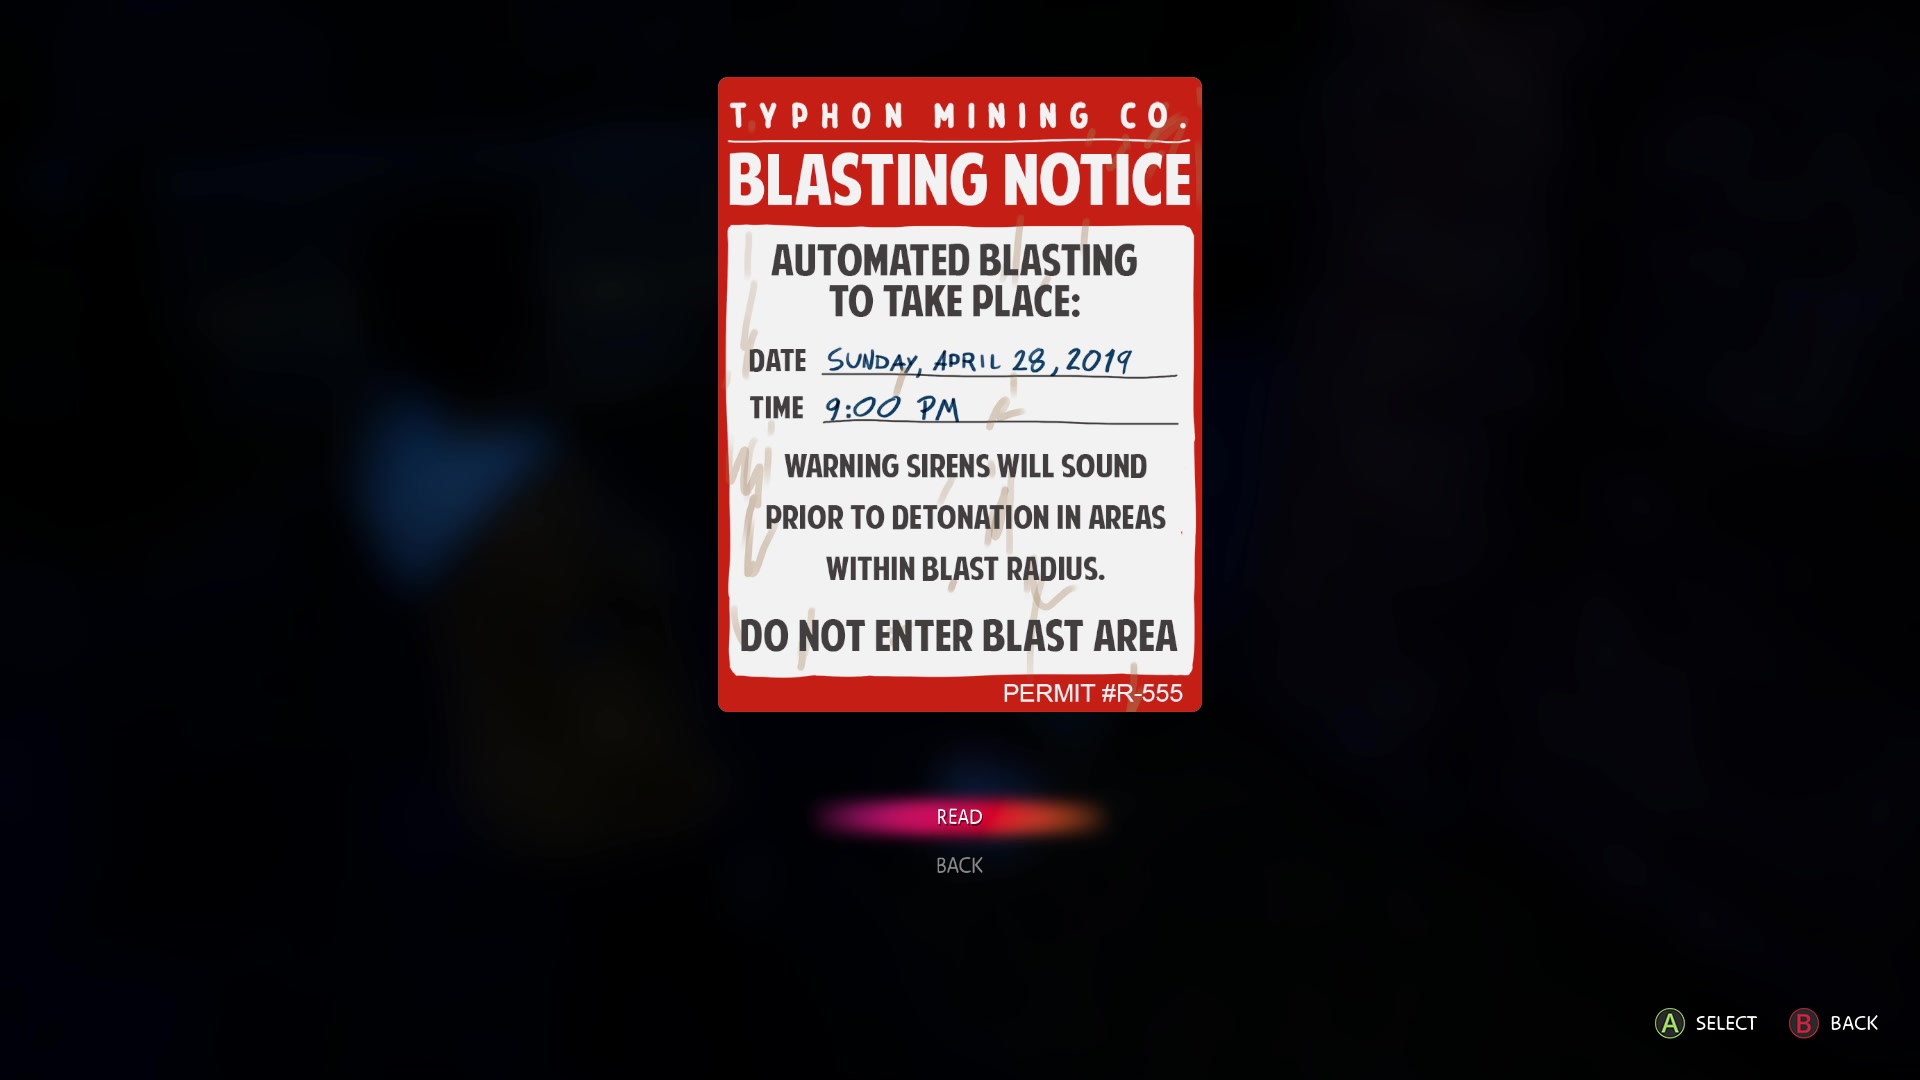 TYPHON MINING CO.
BLASTING NOTICE
AUTOMATED BLASTING
TO TAKE PLACE:
DATE SUNDAY, APRIL 28, 2019
TIME 9:00 PM
WARNING SIRENS WILL SOUND
PRIOR TO DETONATION IN AREAS
WITHIN BLAST RADIUS.
DO NOT ENTER BLAST AREA
PERMIT #R-555
READ
BACK
A SELECT B BACK